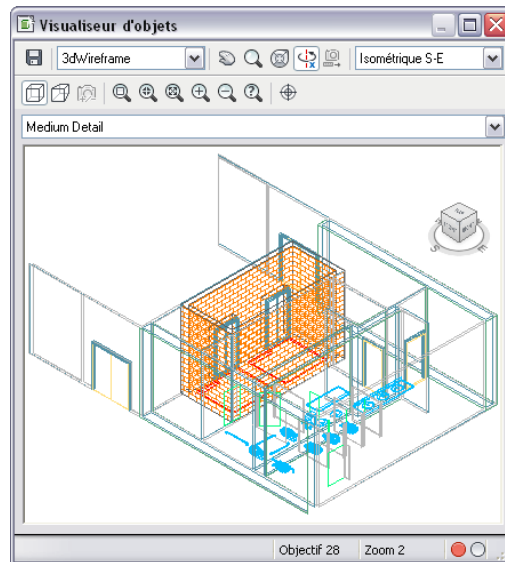 Visualiseur d'objets
3dWireframe
Isométrique S-E
Medium Detail
Objectif 28
Zoom 2